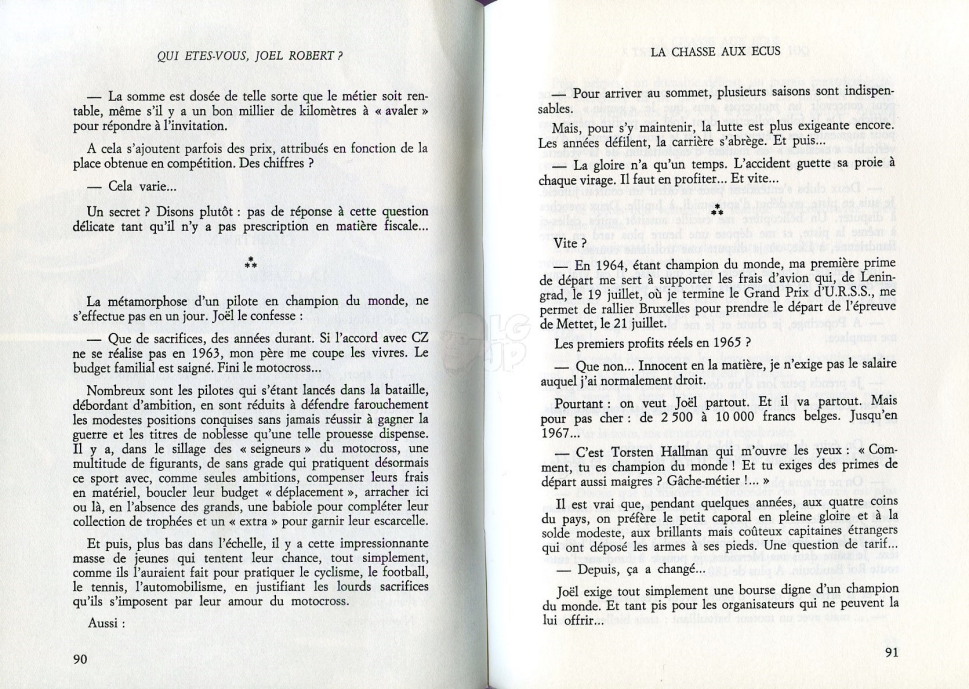 QUI ETES-VOUS, JOEL ROBERT ?
— La somme est dosée de telle sorte que le métier soit ren-
table, même s'il y a un bon millier de kilomètres à « avaler »
pour répondre à l'invitation.
A cela s'ajoutent parfois des prix, attribués en fonction de la
place obtenue en compétition. Des chiffres ?
— Cela varie...
Un secret ? Disons plutôt : pas de réponse à cette question
délicate tant qu'il n'y a pas prescription en matière fiscale...
***
La métamorphose d'un pilote en champion du monde, ne
s'effectue pas en un jour. Joël le confesse :
— Que de sacrifices, des années durant. Si l'accord avec CZ
ne se réalise pas en 1963, mon père me coupe les vivres. Le
budget familial est saigné. Fini le motocross...
Nombreux sont les pilotes qui s'étant lancés dans la bataille,
débordant d'ambition, en sont réduits à défendre farouchement
les modestes positions conquises sans jamais réussir à gagner la
guerre et les titres de noblesse qu'une telle prouesse dispense.
Il y a, dans le sillage des « seigneurs » du motocross, une
multitude de figurants, de sans grade qui pratiquent désormais
ce sport avec, comme seules ambitions, compenser leurs frais
en matériel, boucler leur budget « déplacement », arracher ici
ou là, en l'absence des grands, une babiole pour compléter leur
collection de trophées et un « extra » pour garnir leur escarcelle.
Et puis, plus bas dans l'échelle, il y a cette impressionnante
masse de jeunes qui tentent leur chance, tout simplement,
comme ils l'auraient fait pour pratiquer le cyclisme, le football,
le tennis, l'automobilisme, en justifiant les lourds sacrifices
qu'ils s'imposent par leur amour du motocross.
Aussi :
90
LA CHASSE AUX ECUS
— Pour arriver au sommet, plusieurs saisons sont indispen-
sables.
Mais, pour s'y maintenir, la lutte est plus exigeante encore.
Les années défilent, la carrière s'abrège. Et puis...
— La gloire n'a qu'un temps. L'accident guette sa proie à
chaque virage. Il faut en profiter... Et vite...
***
Vite ?
— En 1964, étant champion du monde, ma première prime
de départ me sert à supporter les frais d'avion qui, de Lenin-
grad, le 19 juillet, où je termine le Grand Prix d'U.R.S.S., me
permet de rallier Bruxelles pour prendre le départ de l'épreuve
de Mettet, le 21 juillet.
Les premiers profits réels en 1965 ?
— Que non... Innocent en la matière, je n'exige pas le salaire
auquel j'ai normalement droit.
Pourtant : on veut Joël partout. Et il va partout. Mais
pour pas cher : de 2 500 à 10 000 francs belges. Jusqu'en
1967...
— C'est Torsten Hallman qui m'ouvre les yeux : « Com-
ment, tu es champion du monde ! Et tu exiges des primes de
départ aussi maigres ? Gâche-métier !... »
Il est vrai que, pendant quelques années, aux quatre coins
du pays, on préfère le petit caporal en pleine gloire et à la
solde modeste, aux brillants mais coûteux capitaines étrangers
qui ont déposé les armes à ses pieds. Une question de tarif...
— Depuis, ça a changé...
Joël exige tout simplement une bourse digne d'un champion
du monde. Et tant pis pour les organisateurs qui ne peuvent la
lui offrir...
91